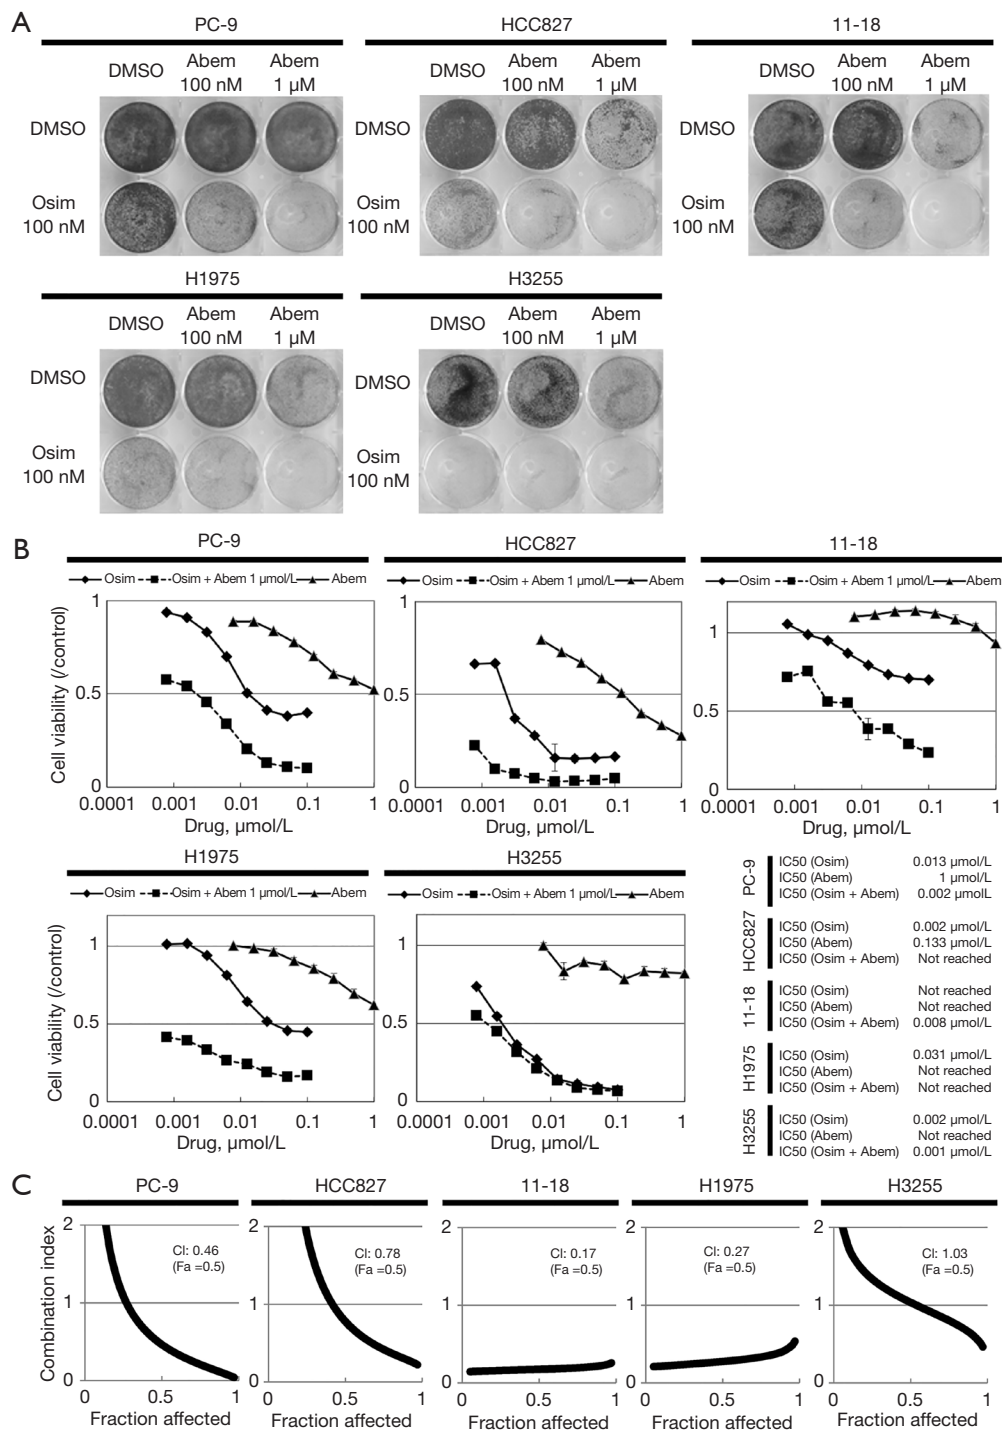 A
PC-9
HCC827
11-18
DMSO
Abem
100 nM
Abem
1 µM
DMSO
Abem
100 nM
Abem
1 µM
DMSO
Abem
100 nM
Abem
1 µM
DMSO
Osim
100 nM
DMSO
Osim
100 nM
DMSO
Osim
100 nM
H1975
H3255
DMSO
Abem
100 nM
Abem
1 µM
DMSO
Abem
100 nM
Abem
1 µM
DMSO
Osim
100 nM
DMSO
Osim
100 nM
B
PC-9
Osim
Osim + Abem 1 µmol/L
Abem
Cell viability (/control)
1
0.5
0
0.0001 0.001 0.01 0.1 1
Drug, µmol/L
HCC827
Osim
Osim + Abem 1 µmol/L
Abem
1
0.5
0
0.0001 0.001 0.01 0.1 1
Drug, µmol/L
11-18
Osim
Osim + Abem 1 µmol/L
Abem
1
0.5
0
0.0001 0.001 0.01 0.1 1
Drug, µmol/L
H1975
Osim
Osim + Abem 1 µmol/L
Abem
Cell viability (/control)
1
0.5
0
0.0001 0.001 0.01 0.1 1
Drug, µmol/L
H3255
Osim
Osim + Abem 1 µmol/L
Abem
1
0.5
0
0.0001 0.001 0.01 0.1 1
Drug, µmol/L
PC-9
IC50 (Osim) 0.013 µmol/L
IC50 (Abem) 1 µmol/L
IC50 (Osim + Abem) 0.002 µmolL
HCC827
IC50 (Osim) 0.002 µmol/L
IC50 (Abem) 0.133 µmol/L
IC50 (Osim + Abem) Not reached
11-18
IC50 (Osim) Not reached
IC50 (Abem) Not reached
IC50 (Osim + Abem) 0.008 µmol/L
H1975
IC50 (Osim) 0.031 µmol/L
IC50 (Abem) Not reached
IC50 (Osim + Abem) Not reached
H3255
IC50 (Osim) 0.002 µmol/L
IC50 (Abem) Not reached
IC50 (Osim + Abem) 0.001 µmol/L
C
PC-9
Combination index
2
1
0
CI: 0.46
(Fa =0.5)
0 0.5 1
Fraction affected
HCC827
2
1
0
CI: 0.78
(Fa =0.5)
0 0.5 1
Fraction affected
11-18
2
1
0
CI: 0.17
(Fa =0.5)
0 0.5 1
Fraction affected
H1975
2
1
0
CI: 0.27
(Fa =0.5)
0 0.5 1
Fraction affected
H3255
2
1
0
CI: 1.03
(Fa =0.5)
0 0.5 1
Fraction affected